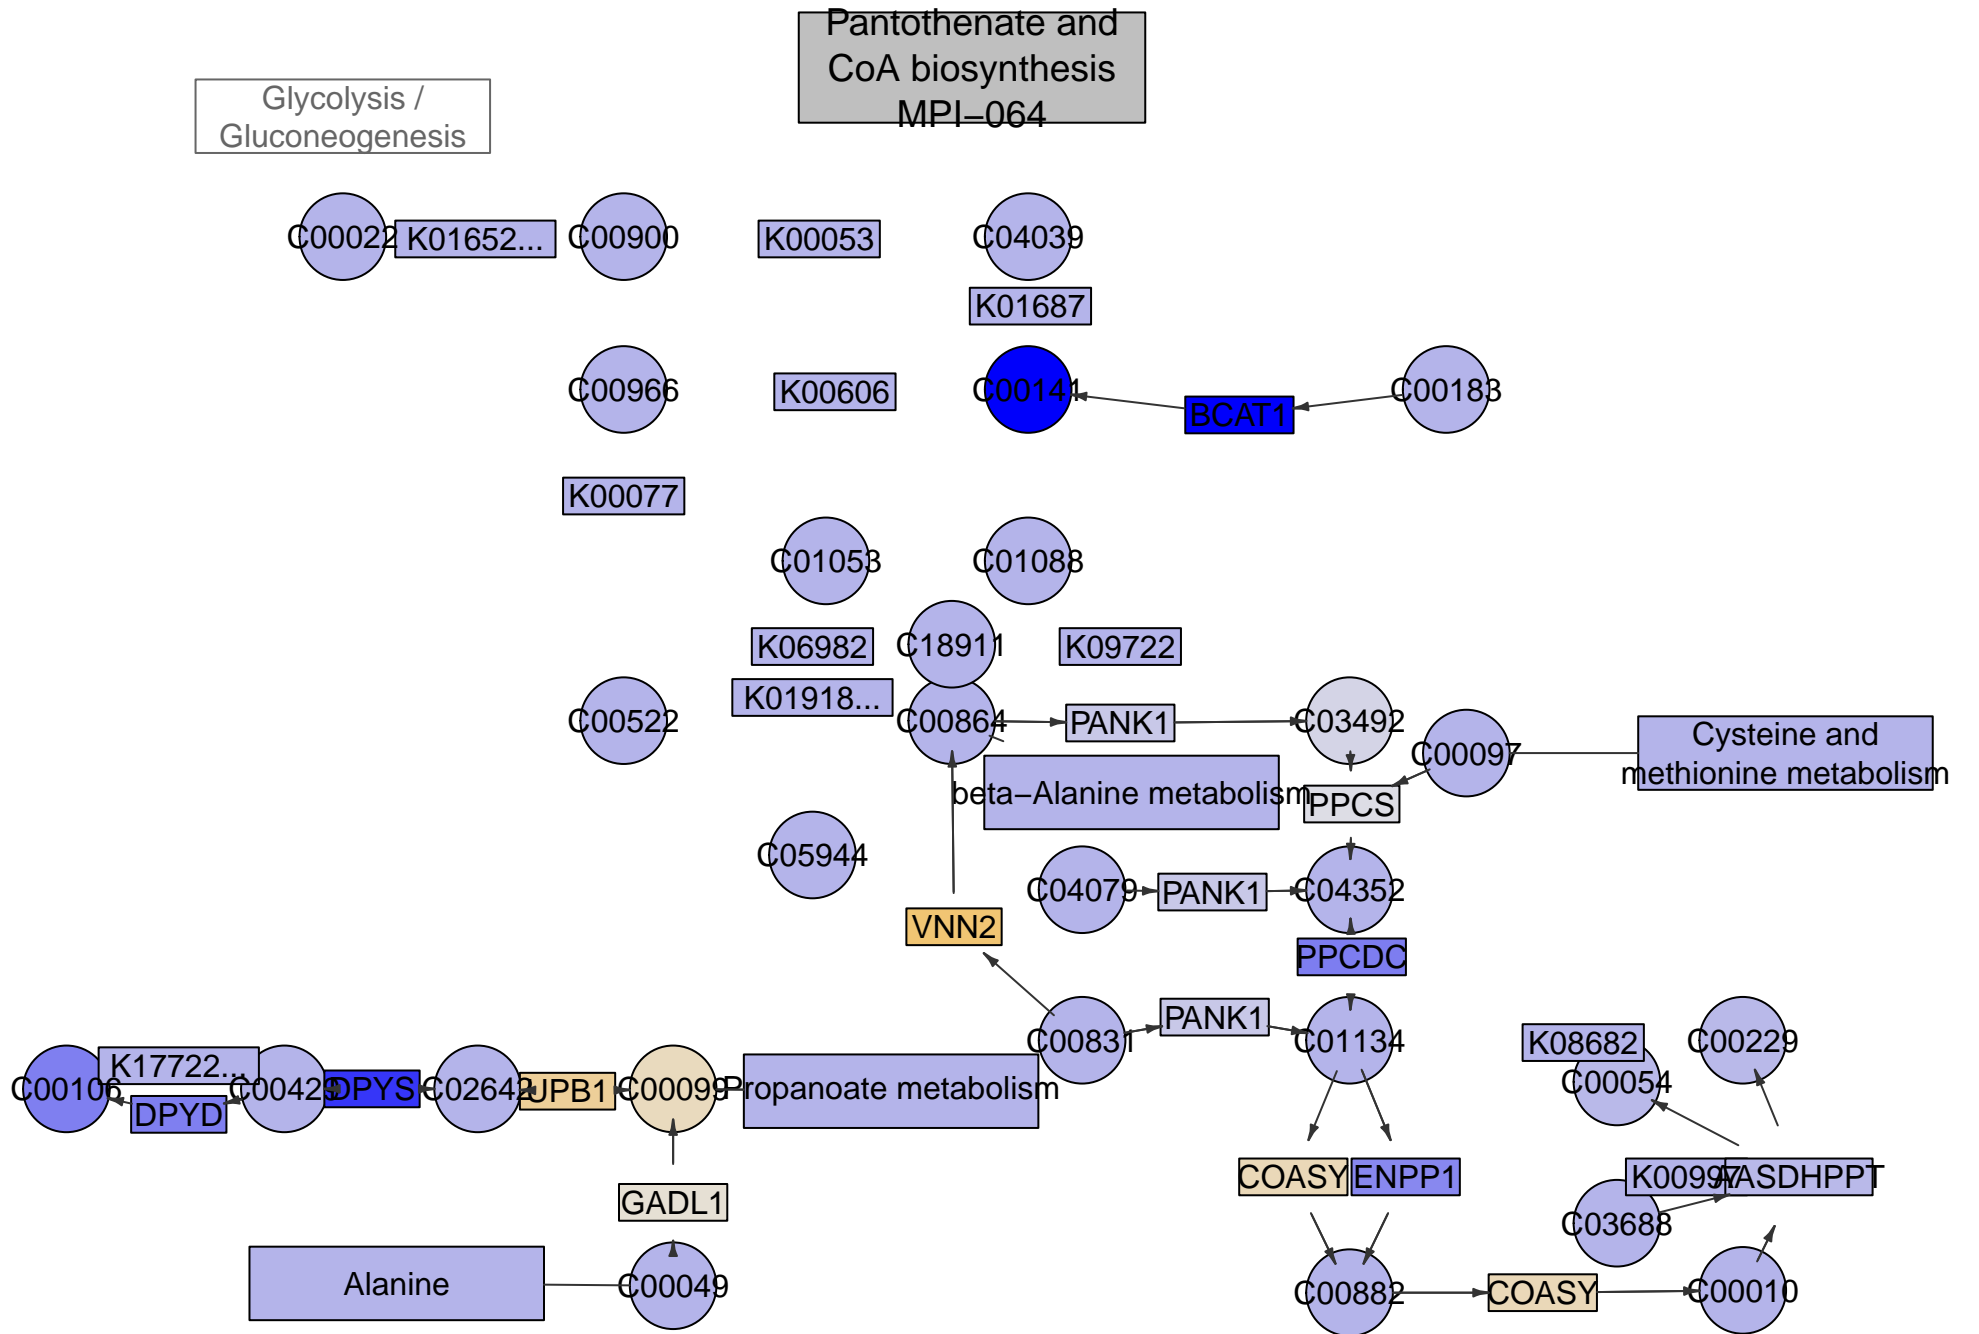 Pantothenate and
CoA biosynthesis
MPI−064
Glycolysis /
Gluconeogenesis
C00022
K01652...
C00900
K00053
C04039
K01687
C00966
K00606
C00141
BCAT1
C00183
K00077
C01053
C01088
K06982
C18911
K09722
K01918...
C00522
C00864
PANK1
C03492
C00097
Cysteine and
methionine metabolism
beta−Alanine metabolism
PPCS
C05944
C04079
PANK1
C04352
VNN2
PPCDC
C00831
PANK1
C01134
K08682
C00229
C00054
K17722...
C00106
DPYD
C00429
DPYS
C02642
UPB1
C00099
Propanoate metabolism
COASY
ENPP1
K00997
AASDHPPT
GADL1
C03688
Alanine
C00049
C00882
COASY
C00010